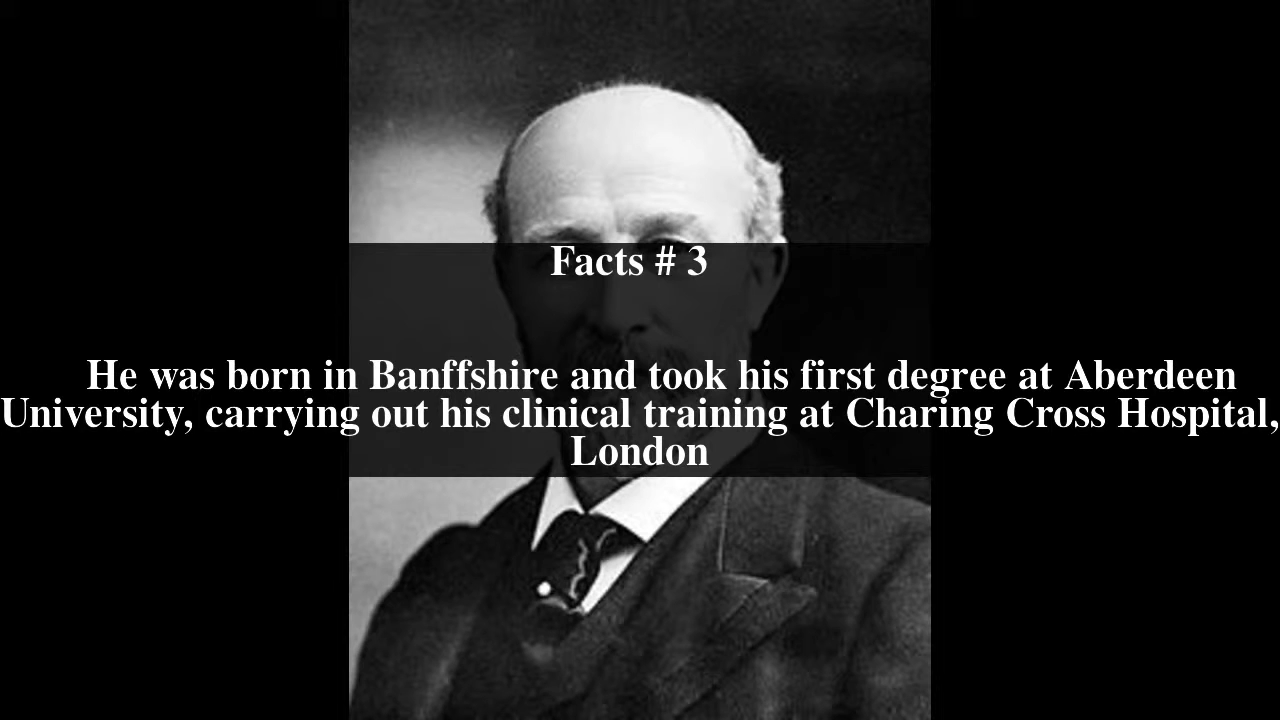 Facts # 3
He was born in Banffshire and took his first degree at Aberdeen
University, carrying out his clinical training at Charing Cross Hospital,
London